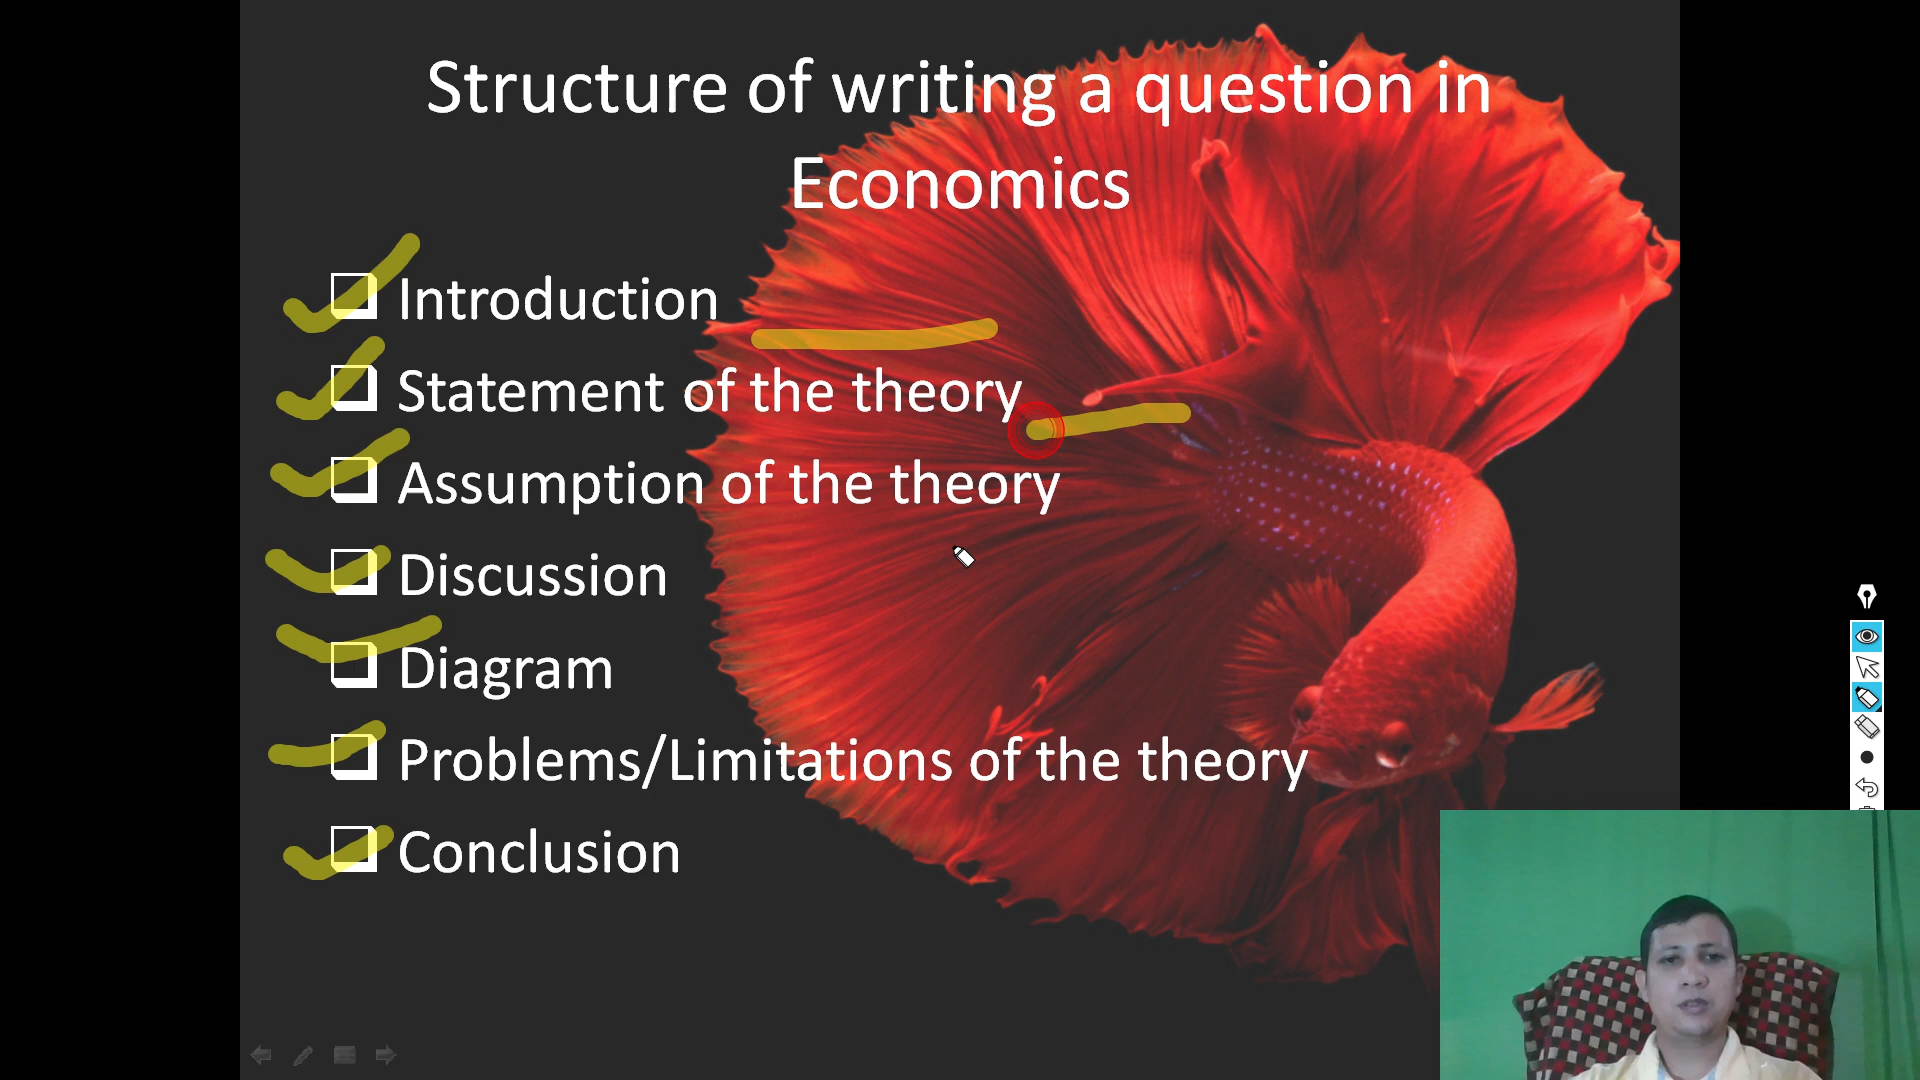 Structure of writing a question in
Economics
Introduction
Statement of the theory
Assumption of the theory
Discussion
Diagram
Problems/Limitations of the theory
Conclusion